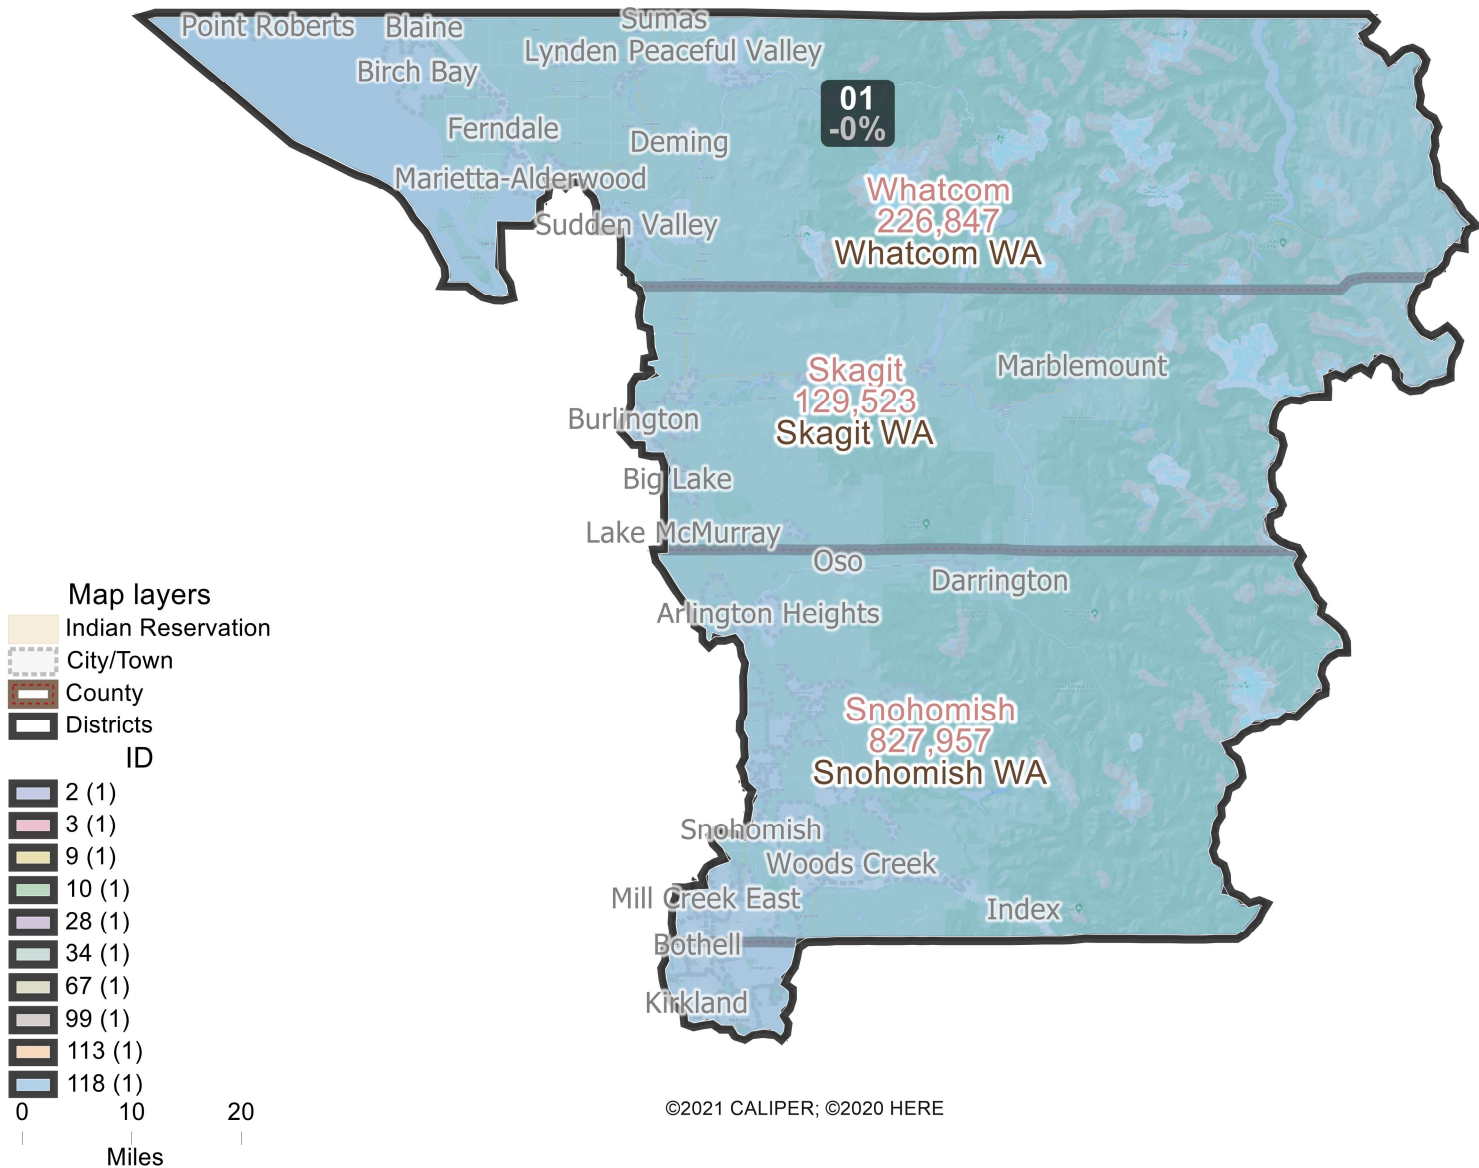 Sumas
Point Roberts
Blaine
Lynden
Peaceful Valley
Birch Bay
01
-0%
Ferndale
Deming
Marietta-Alderwood
Whatcom
226,847
Whatcom WA
Sudden Valley
Skagit
129,523
Skagit WA
Marblemount
Burlington
Big Lake
Lake McMurray
Oso
Darrington
Arlington Heights
Snohomish
827,957
Snohomish WA
Snohomish
Woods Creek
Mill Creek East
Index
Bothell
Kirkland
Map layers
Indian Reservation
City/Town
County
Districts
ID
2 (1)
3 (1)
9 (1)
10 (1)
28 (1)
34 (1)
67 (1)
99 (1)
113 (1)
118 (1)
0 10 20
Miles
©2021 CALIPER; ©2020 HERE